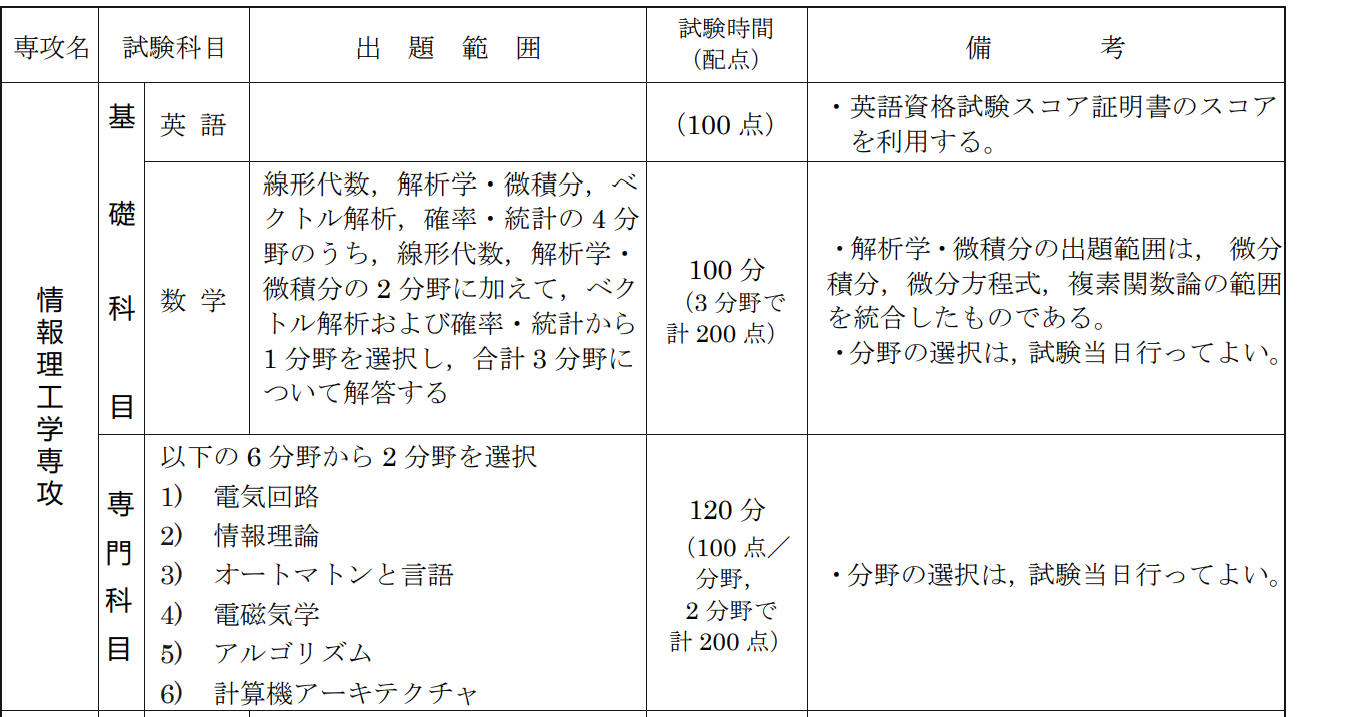 専攻名
試験科目
出 題 範 囲
試験時間
（配点）
備 考
情報理工学専攻
基礎科目
英 語
（100 点）
・英語資格試験スコア証明書のスコア
を利用する。
数 学
線形代数，解析学・微積分，ベ
クトル解析，確率・統計の 4 分
野のうち，線形代数，解析学・
微積分の 2 分野に加えて，ベク
トル解析および確率・統計から
1 分野を選択し，合計 3 分野に
ついて解答する
100 分
（3 分野で
計 200 点）
・解析学・微積分の出題範囲は， 微分
積分，微分方程式，複素関数論の範囲
を統合したものである。
・分野の選択は，試験当日行ってよい。
専門科目
以下の 6 分野から 2 分野を選択
1) 電気回路
2) 情報理論
3) オートマトンと言語
4) 電磁気学
5) アルゴリズム
6) 計算機アーキテクチャ
120 分
（100 点／
分野，
2 分野で
計 200 点）
・分野の選択は，試験当日行ってよい。